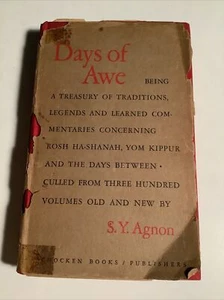 Days of
Awe BEING
A TREASURY OF TRADITIONS,
LEGENDS AND LEARNED COM-
MENTARIES CONCERNING
ROSH HA-SHANAH, YOM KIPPUR
AND THE DAYS BETWEEN •
CULLED FROM THREE HUNDRED
VOLUMES OLD AND NEW BY
S. Y. Agnon
SCHOCKEN BOOKS / PUBLISHERS